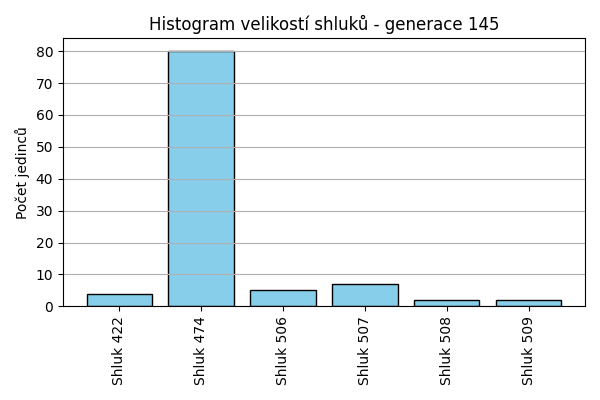 Histogram velikostí shluků - generace 145
Počet jedinců
80
70
60
50
40
30
20
10
0
Shluk 422
Shluk 474
Shluk 506
Shluk 507
Shluk 508
Shluk 509